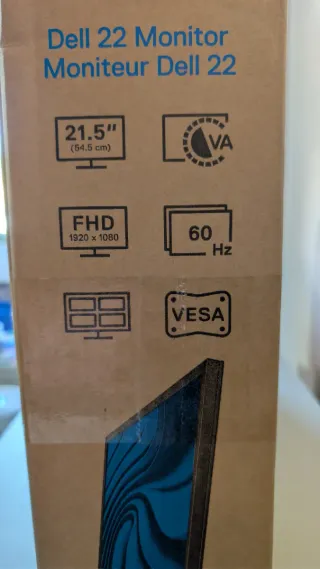 Dell 22 Monitor
Moniteur Dell 22
21.5"
(54.5 cm)
VA
FHD
1920 x 1080
60
Hz
VESA